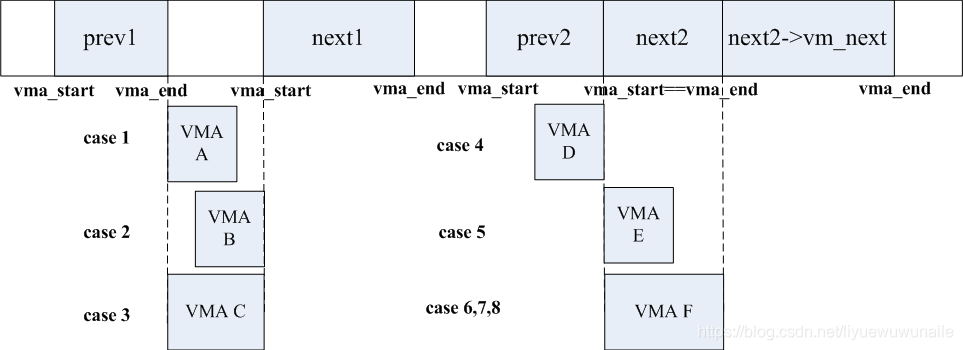 prev1 next1 prev2 next2 next2->vm_next
vma_start vma_end vma_start vma_end vma_start vma_start==vma_end vma_end
case 1
VMA
A
case 4
VMA
D
case 2
VMA
B
case 5
VMA
E
case 3
VMA C
case 6,7,8
VMA F
https://blog.csdn.net/liyuewuwunaile